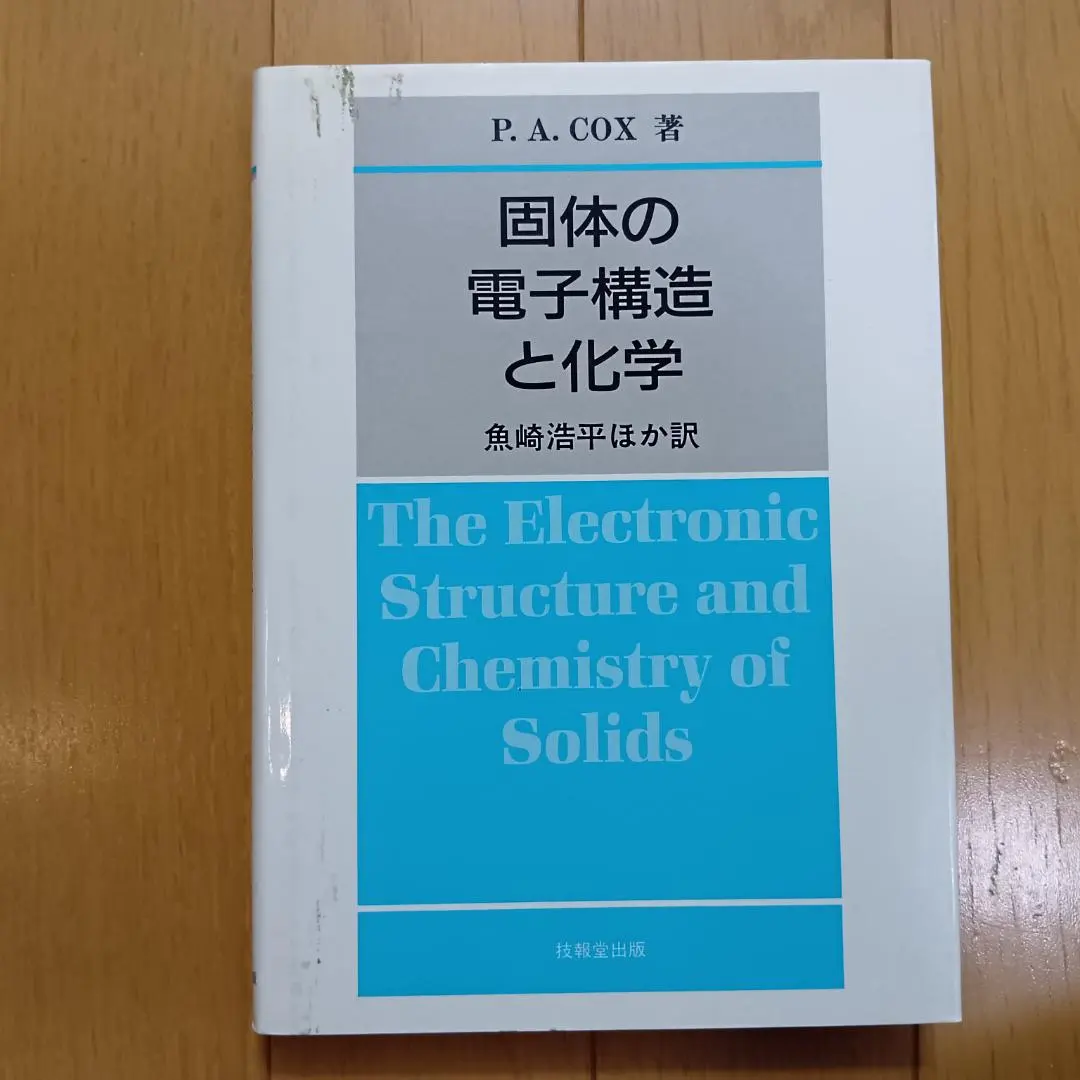 P. A. COX 著
固体の
電子構造
と化学
魚崎浩平ほか訳
The Electronic
Structure and
Chemistry of
Solids
技報堂出版